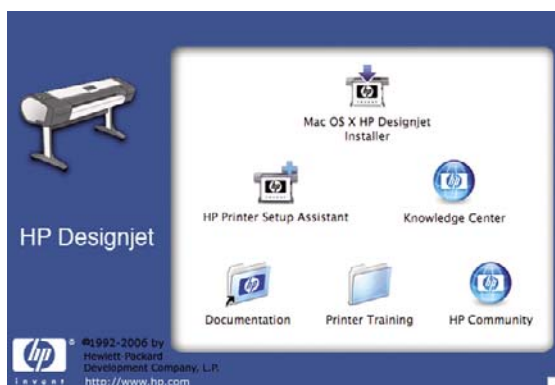 Mac OS X HP Designjet
Installer
HP Printer Setup Assistant
Knowledge Center
HP Designjet
Documentation
Printer Training
HP Community
hp
®
invent
©1992-2006 by
Hewlett-Packard
Development Company, L.P.
http://www.hp.com